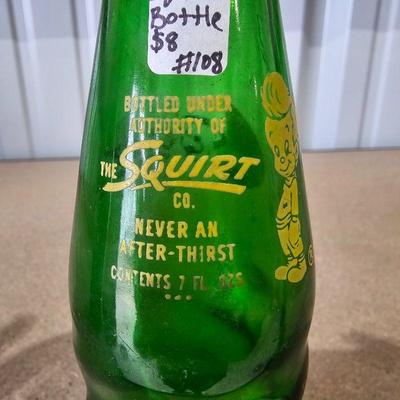 Bottle
$8
#108
BOTTLED UNDER
AUTHORITY OF
THE SQUIRT
CO.
NEVER AN
AFTER-THIRST
CONTENTS 7 FL. OZS
®